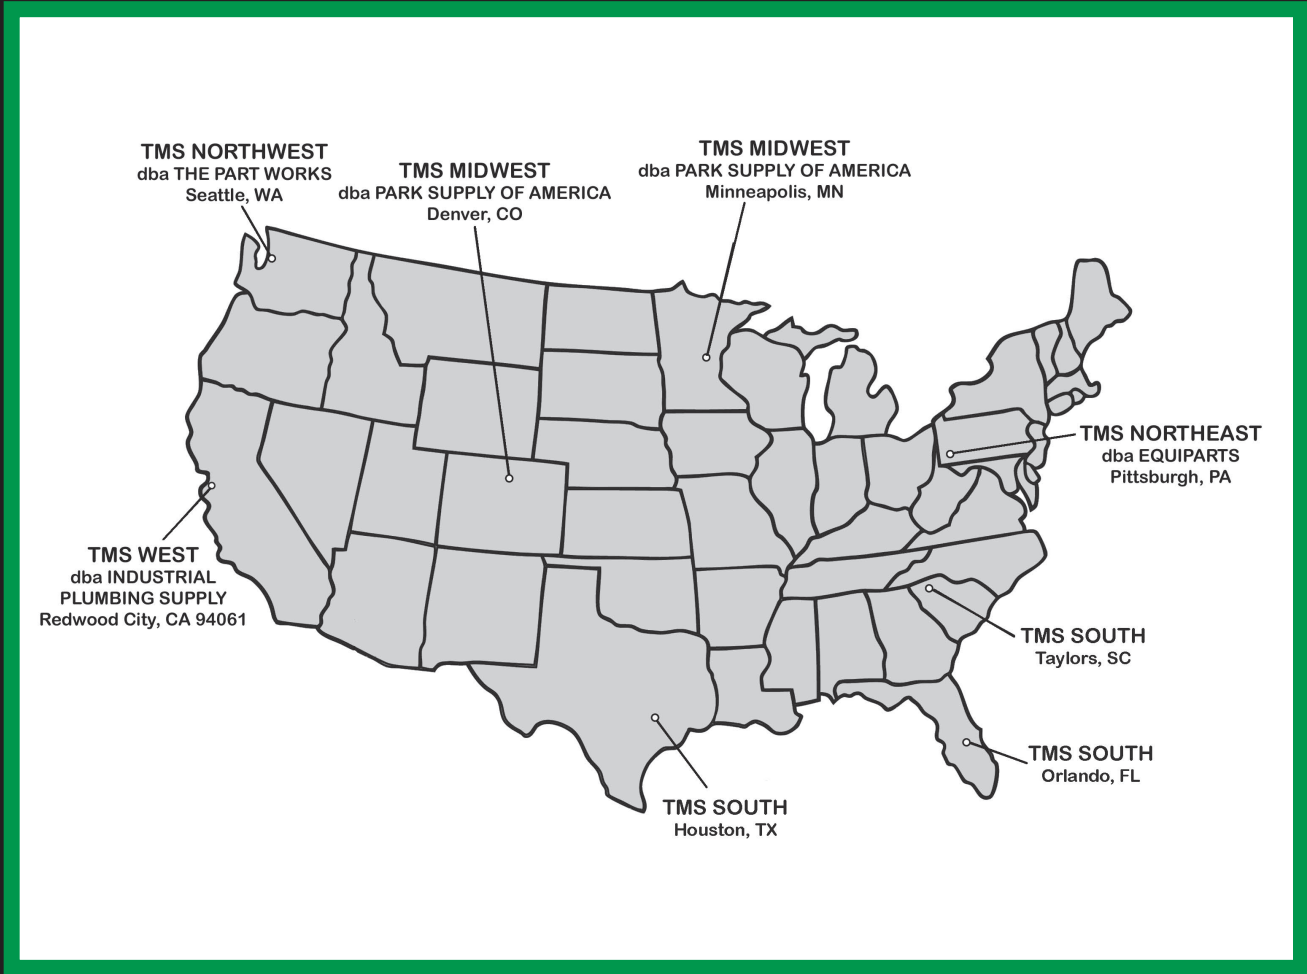 TMS NORTHWEST
dba THE PART WORKS
Seattle, WA
TMS MIDWEST
dba PARK SUPPLY OF AMERICA
Denver, CO
TMS MIDWEST
dba PARK SUPPLY OF AMERICA
Minneapolis, MN
TMS NORTHEAST
dba EQUIPARTS
Pittsburgh, PA
TMS WEST
dba INDUSTRIAL
PLUMBING SUPPLY
Redwood City, CA 94061
TMS SOUTH
Taylors, SC
TMS SOUTH
Orlando, FL
TMS SOUTH
Houston, TX